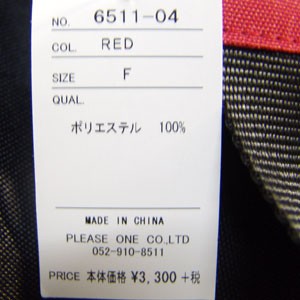 NO. 6511-04
COL. RED
SIZE F
QUAL.
ポリエステル 100%
MADE IN CHINA
PLEASE ONE CO.,LTD
052-910-8511
PRICE 本体価格 ¥3,300+税